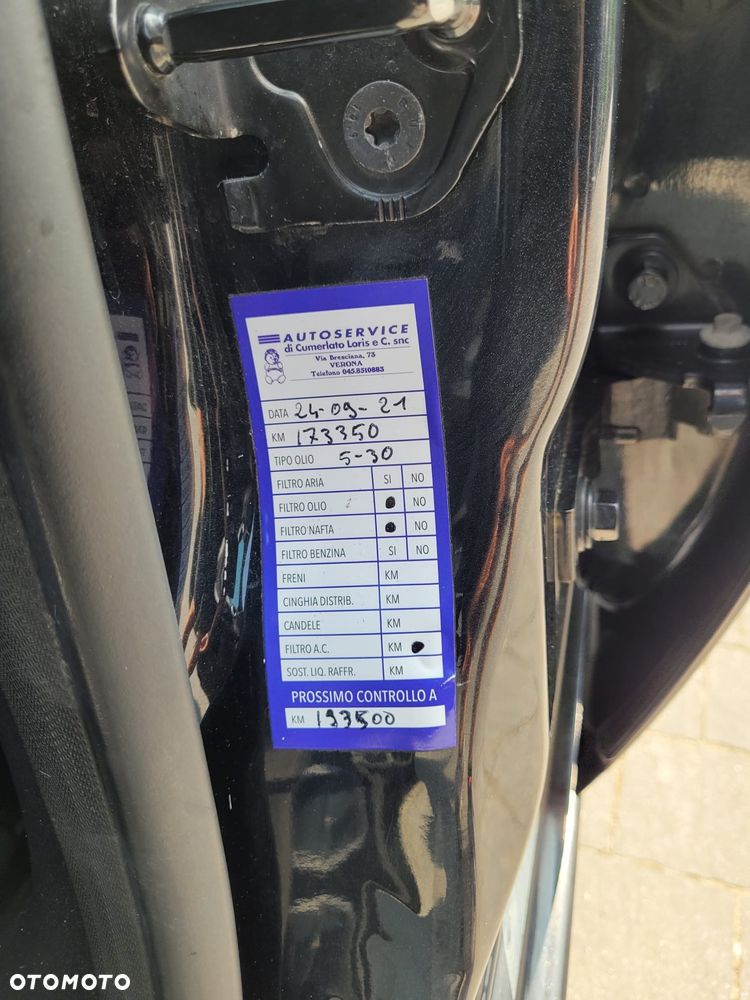 AUTOSERVICE
di Cumerlato Loris e C. snc
Via Bresciana, 73
VERONA
Telefono 045.8510883
DATA 24-09-21
KM 173350
TIPO OLIO 5-30
FILTRO ARIA SI NO
FILTRO OLIO NO
FILTRO NAFTA NO
FILTRO BENZINA SI NO
FRENI KM
CINGHIA DISTRIB. KM
CANDELE KM
FILTRO A.C. KM
SOST. LIQ. RAFFR. KM
PROSSIMO CONTROLLO A
KM 193500
OTOMOTO